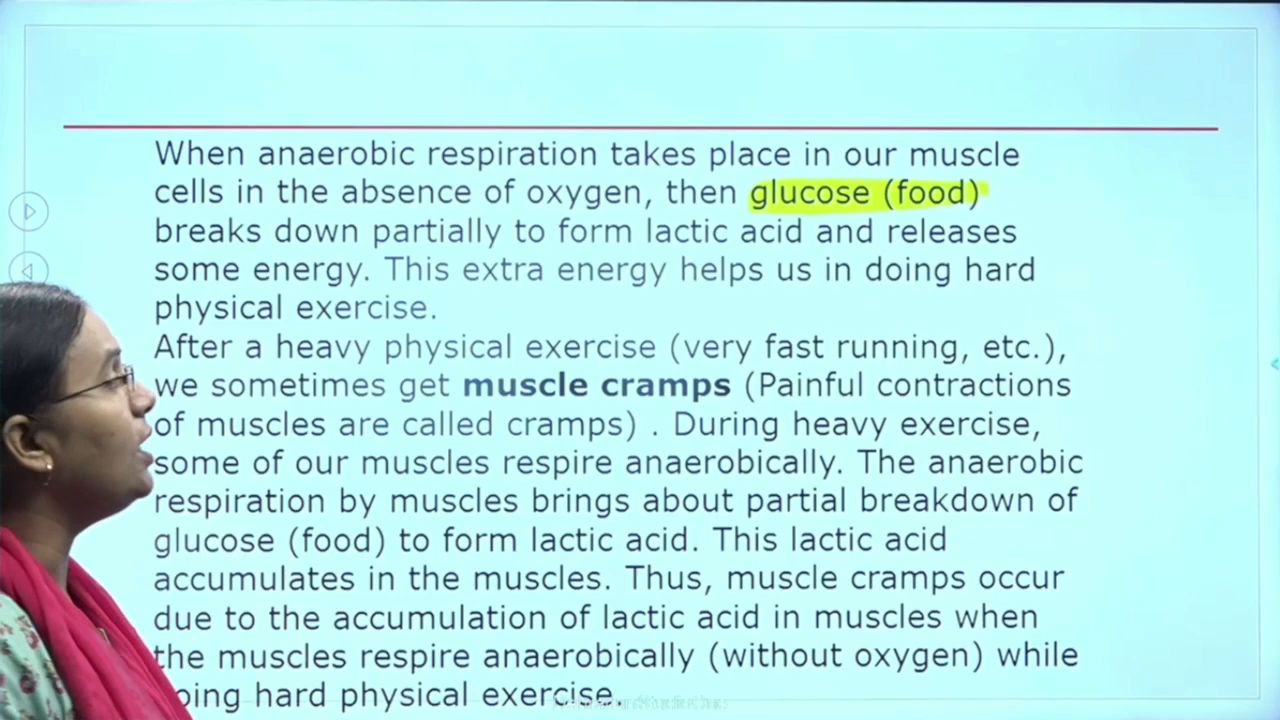 When anaerobic respiration takes place in our muscle
cells in the absence of oxygen, then glucose (food)
breaks down partially to form lactic acid and releases
some energy. This extra energy helps us in doing hard
physical exercise.
After a heavy physical exercise (very fast running, etc.),
we sometimes get muscle cramps (Painful contractions
of muscles are called cramps) . During heavy exercise,
some of our muscles respire anaerobically. The anaerobic
respiration by muscles brings about partial breakdown of
glucose (food) to form lactic acid. This lactic acid
accumulates in the muscles. Thus, muscle cramps occur
due to the accumulation of lactic acid in muscles when
the muscles respire anaerobically (without oxygen) while
oing hard physical exercise.